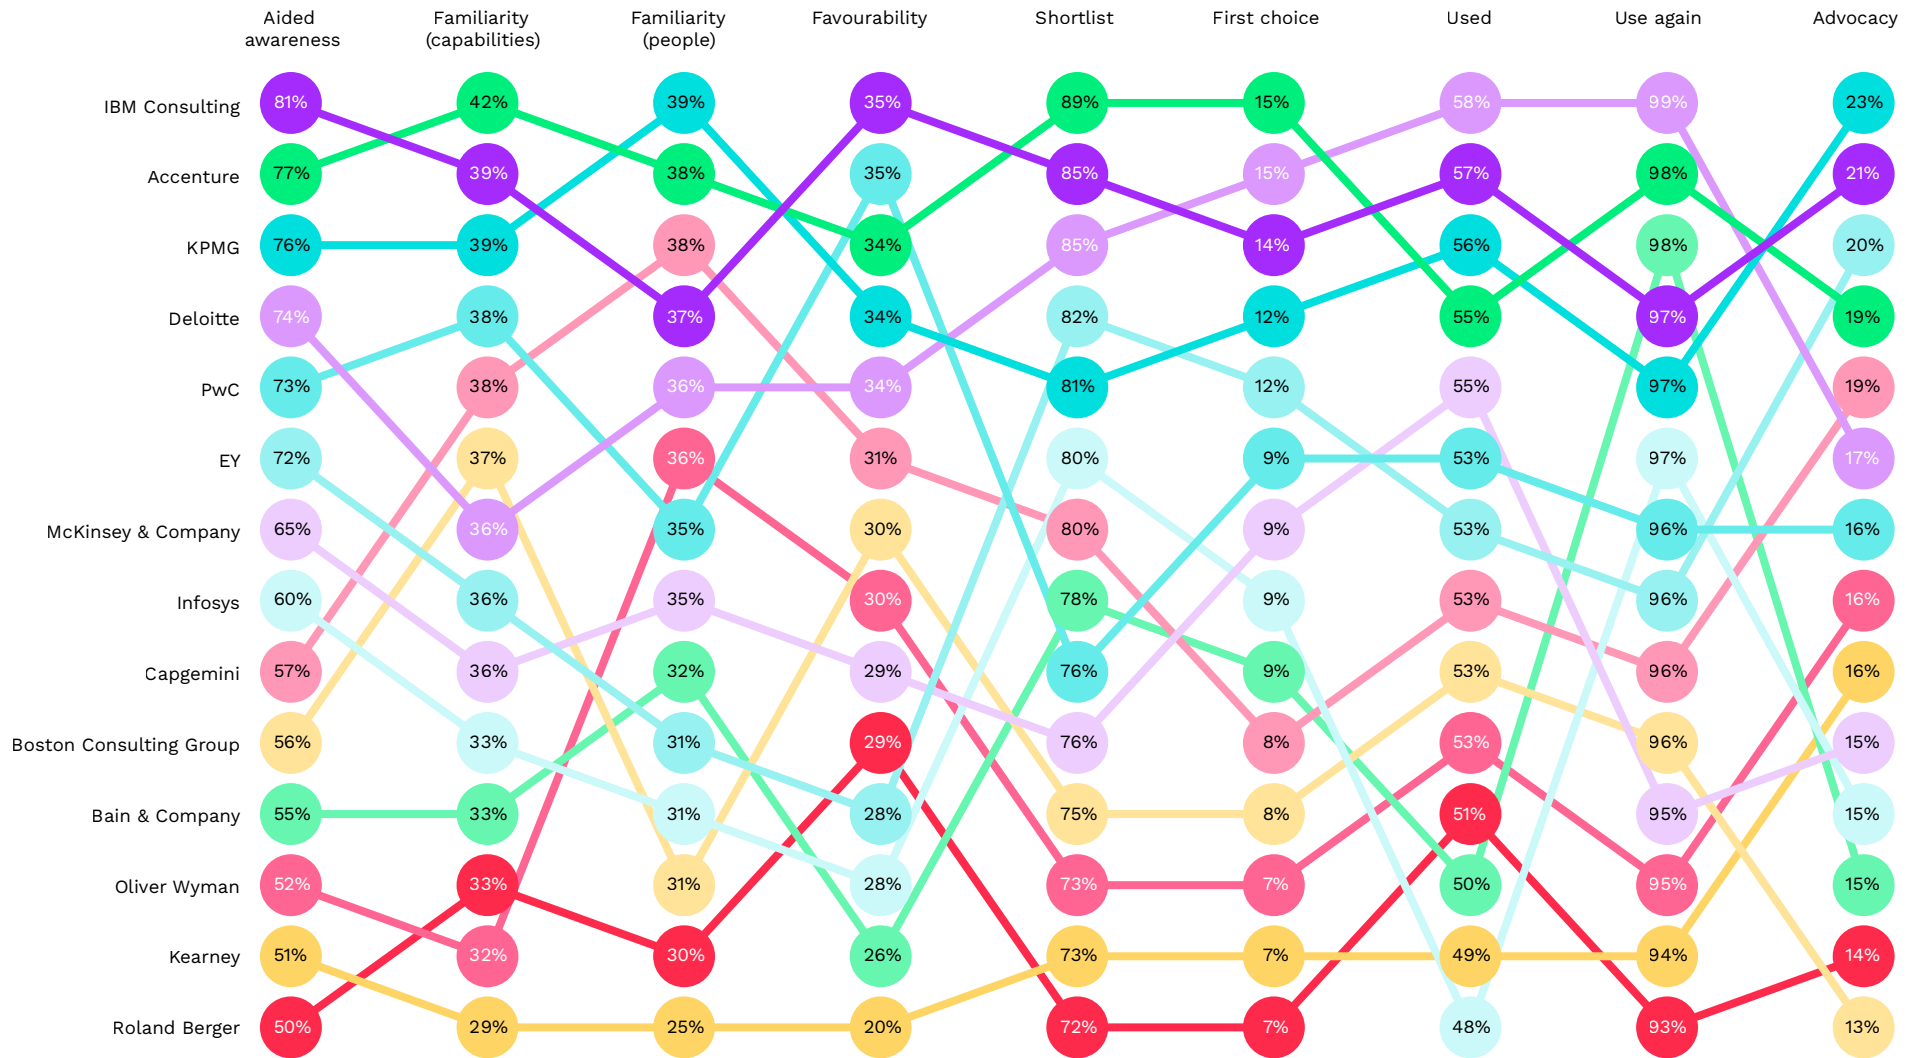 Aided
awareness
Familiarity
(capabilities)
Familiarity
(people)
Favourability
Shortlist
First choice
Used
Use again
Advocacy
IBM Consulting 81% 42% 39% 35% 89% 15% 58% 99% 23%
Accenture 77% 39% 38% 35% 85% 15% 57% 98% 21%
KPMG 76% 39% 38% 34% 85% 14% 56% 98% 20%
Deloitte 74% 38% 37% 34% 82% 12% 55% 97% 19%
PwC 73% 38% 36% 34% 81% 12% 55% 97% 19%
EY 72% 37% 36% 31% 80% 9% 53% 97% 17%
McKinsey & Company 65% 36% 35% 30% 80% 9% 53% 96% 16%
Infosys 60% 36% 35% 30% 78% 9% 53% 96% 16%
Capgemini 57% 36% 32% 29% 76% 9% 53% 96% 16%
Boston Consulting Group 56% 33% 31% 29% 76% 8% 53% 96% 15%
Bain & Company 55% 33% 31% 28% 75% 8% 51% 95% 15%
Oliver Wyman 52% 33% 31% 28% 73% 7% 50% 95% 15%
Kearney 51% 32% 30% 26% 73% 7% 49% 94% 14%
Roland Berger 50% 29% 25% 20% 72% 7% 48% 93% 13%